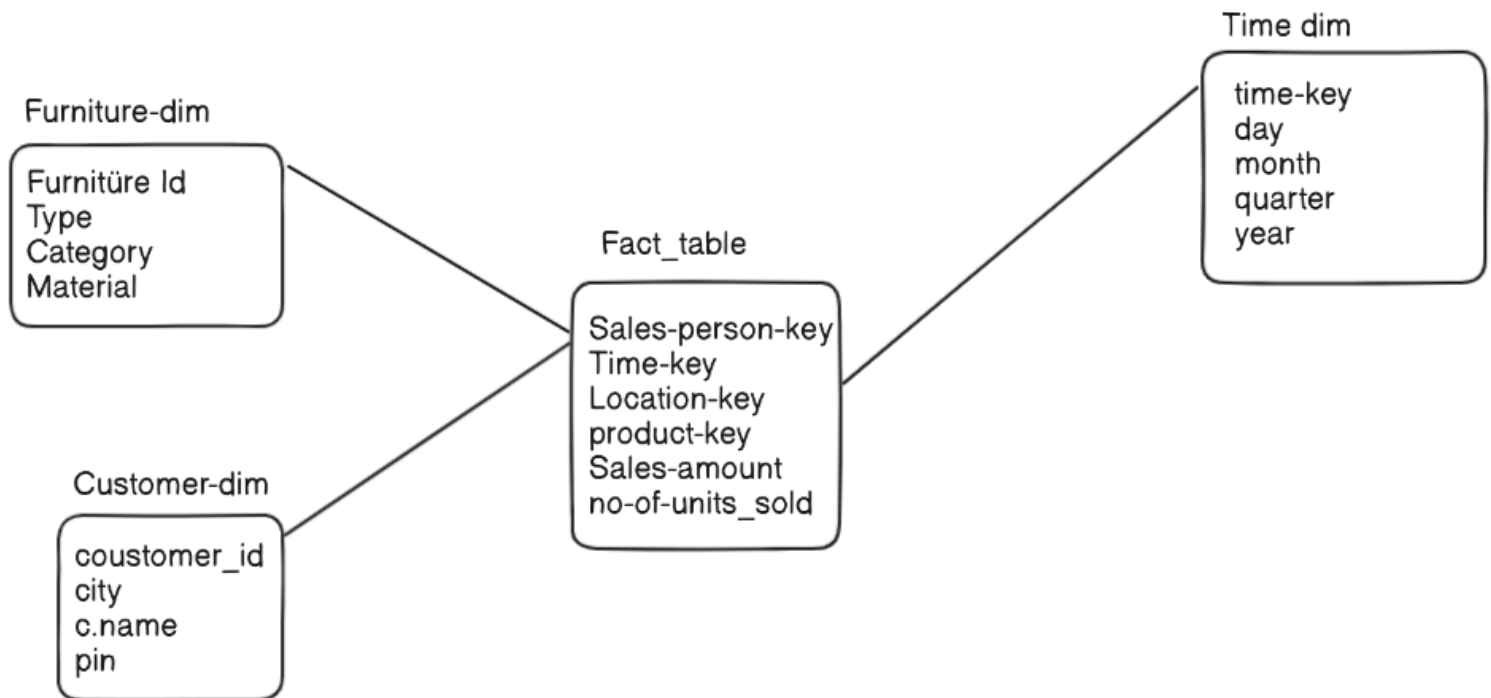 Time dim
time-key
day
month
quarter
year
Furniture-dim
Furnitüre Id
Type
Category
Material
Fact_table
Sales-person-key
Time-key
Location-key
product-key
Sales-amount
no-of-units_sold
Customer-dim
coustomer_id
city
c.name
pin